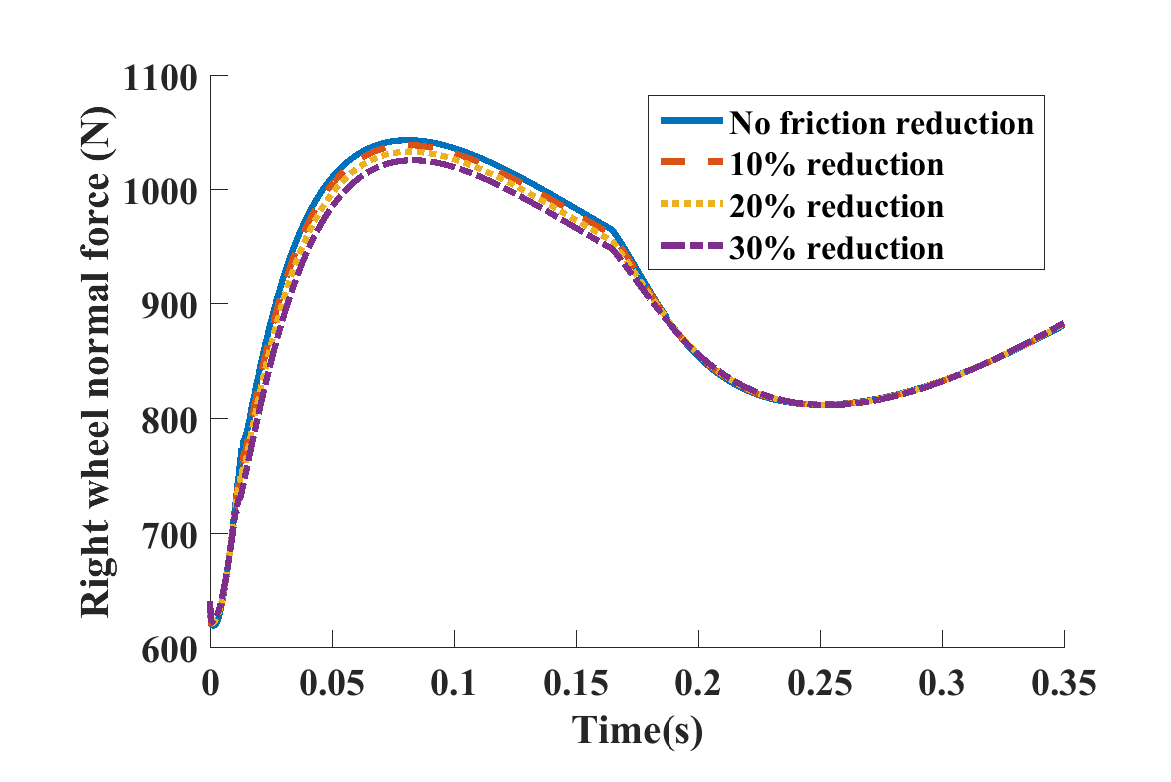 Right wheel normal force (N)
1100
1000
900
800
700
600
No friction reduction
10% reduction
20% reduction
30% reduction
0 0.05 0.1 0.15 0.2 0.25 0.3 0.35
Time(s)